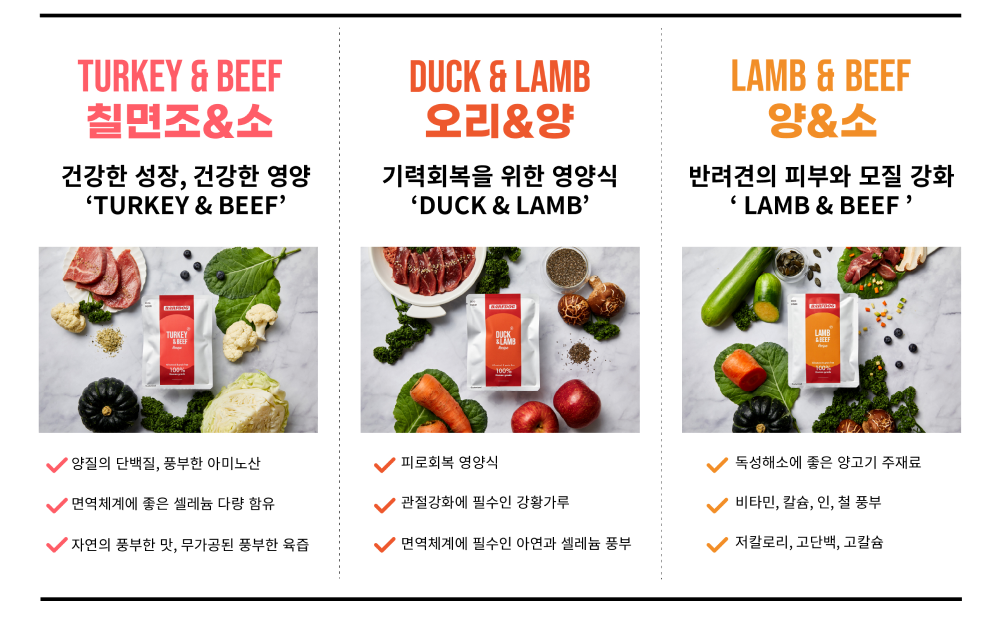 TURKEY & BEEF
칠면조&소
건강한 성장, 건강한 영양
‘TURKEY & BEEF’
TURKEY
& BEEF
100%
양질의 단백질, 풍부한 아미노산
면역체계에 좋은 셀레늄 다량 함유
자연의 풍부한 맛, 무가공된 풍부한 육즙
DUCK & LAMB
오리&양
기력회복을 위한 영양식
‘DUCK & LAMB’
DUCK
& LAMB
100%
피로회복 영양식
관절강화에 필수인 강황가루
면역체계에 필수인 아연과 셀레늄 풍부
LAMB & BEEF
양&소
반려견의 피부와 모질 강화
‘ LAMB & BEEF ’
LAMB
& BEEF
100%
독성해소에 좋은 양고기 주재료
비타민, 칼슘, 인, 철 풍부
저칼로리, 고단백, 고칼슘